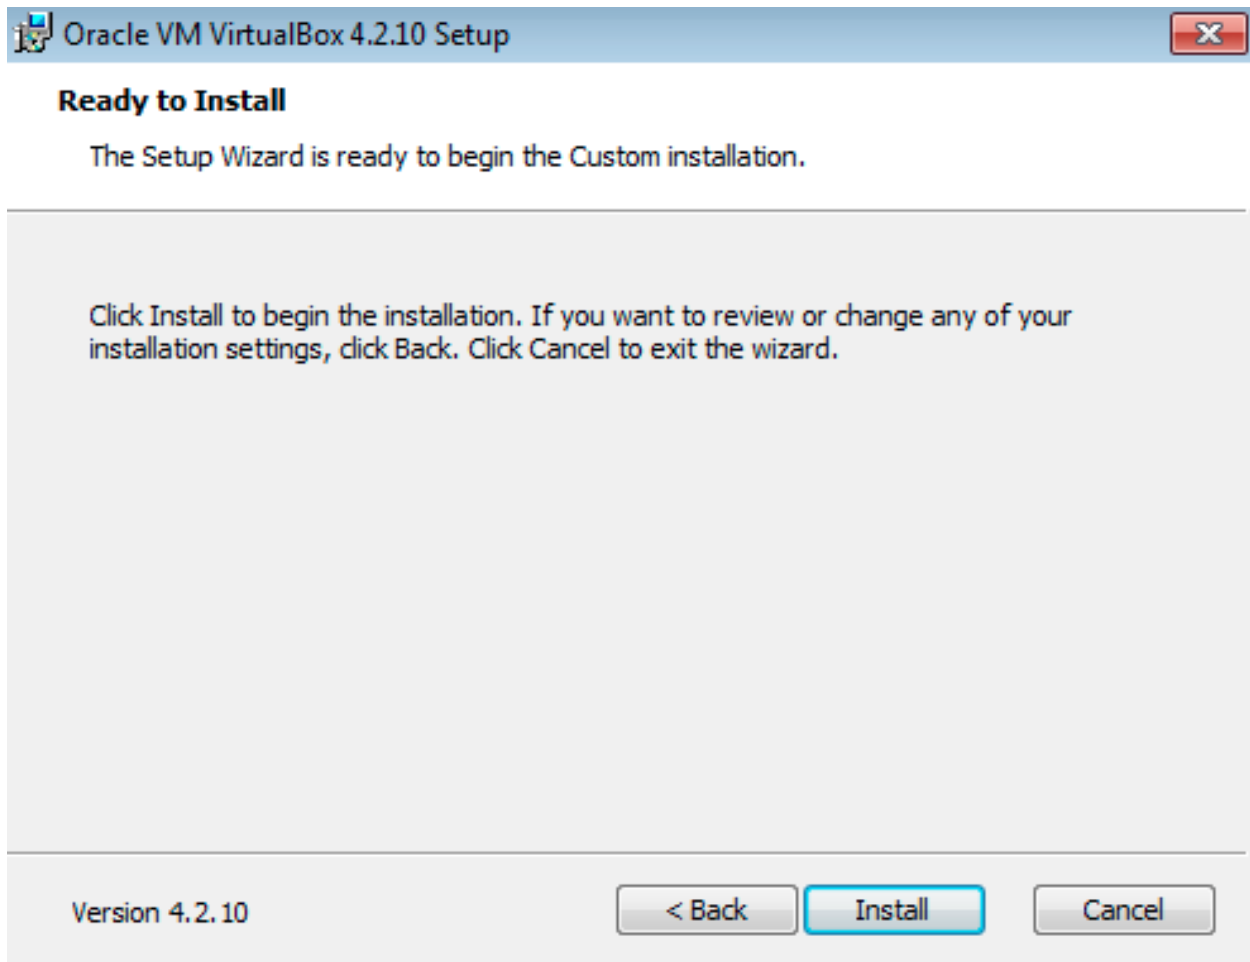 Oracle VM VirtualBox 4.2.10 Setup
Ready to Install
The Setup Wizard is ready to begin the Custom installation.
Click Install to begin the installation. If you want to review or change any of your
installation settings, click Back. Click Cancel to exit the wizard.
Version 4.2.10
< Back
Install
Cancel